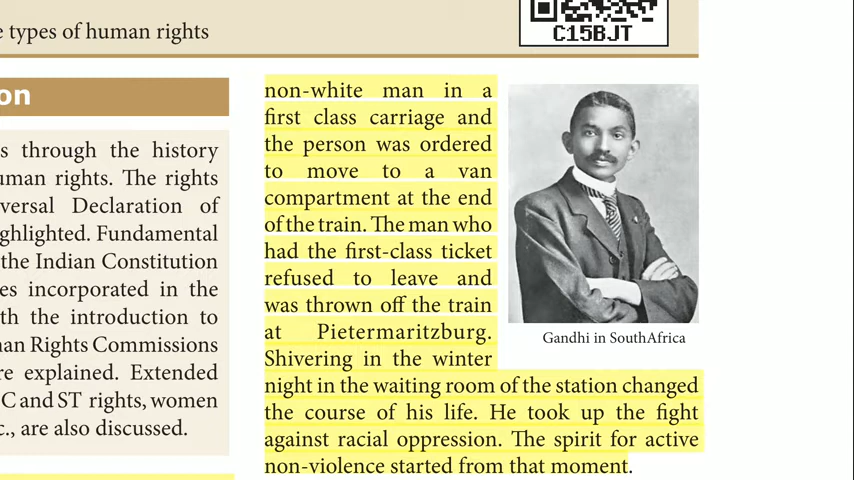 e types of human rights
C15BJT
on
s through the history
uman rights. The rights
versal Declaration of
ghlighted. Fundamental
the Indian Constitution
es incorporated in the
th the introduction to
nan Rights Commissions
re explained. Extended
C and ST rights, women
c., are also discussed.
non-white man in a
first class carriage and
the person was ordered
to move to a van
compartment at the end
of the train. The man who
had the first-class ticket
refused to leave and
was thrown off the train
at Pietermaritzburg.
Shivering in the winter
night in the waiting room of the station changed
the course of his life. He took up the fight
against racial oppression. The spirit for active
non-violence started from that moment.
Gandhi in SouthAfrica